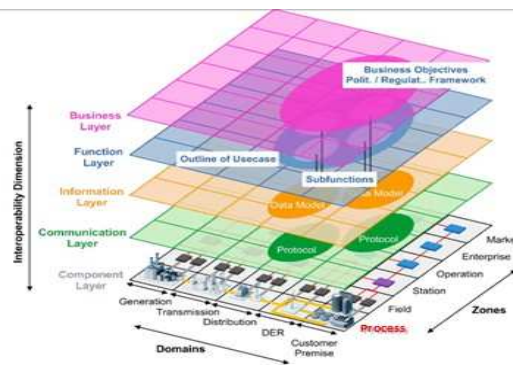 Business Objectives
Polit. / Regulat.. Framework
Business
Layer
Function
Layer
Outline of Usecase
Subfunctions
Information
Layer
Data Model
a Model
Communication
Layer
Protocol
Protocol
Component
Layer
Interoperability Dimension
Generation
Transmission
Distribution
DER
Customer
Premise
Domains
Process
Field
Station
Operation
Enterprise
Marke
Zones